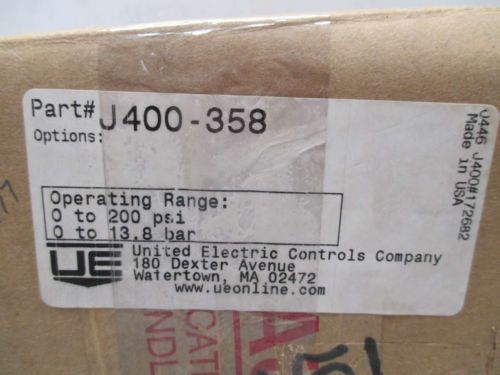 Part# J400-358
Options:
Operating Range:
0 to 200 psi
0 to 13.8 bar
UE
United Electric Controls Company
180 Dexter Avenue
Watertown, MA 02472
www.ueonline.com
J446 J400#172682
Made in USA